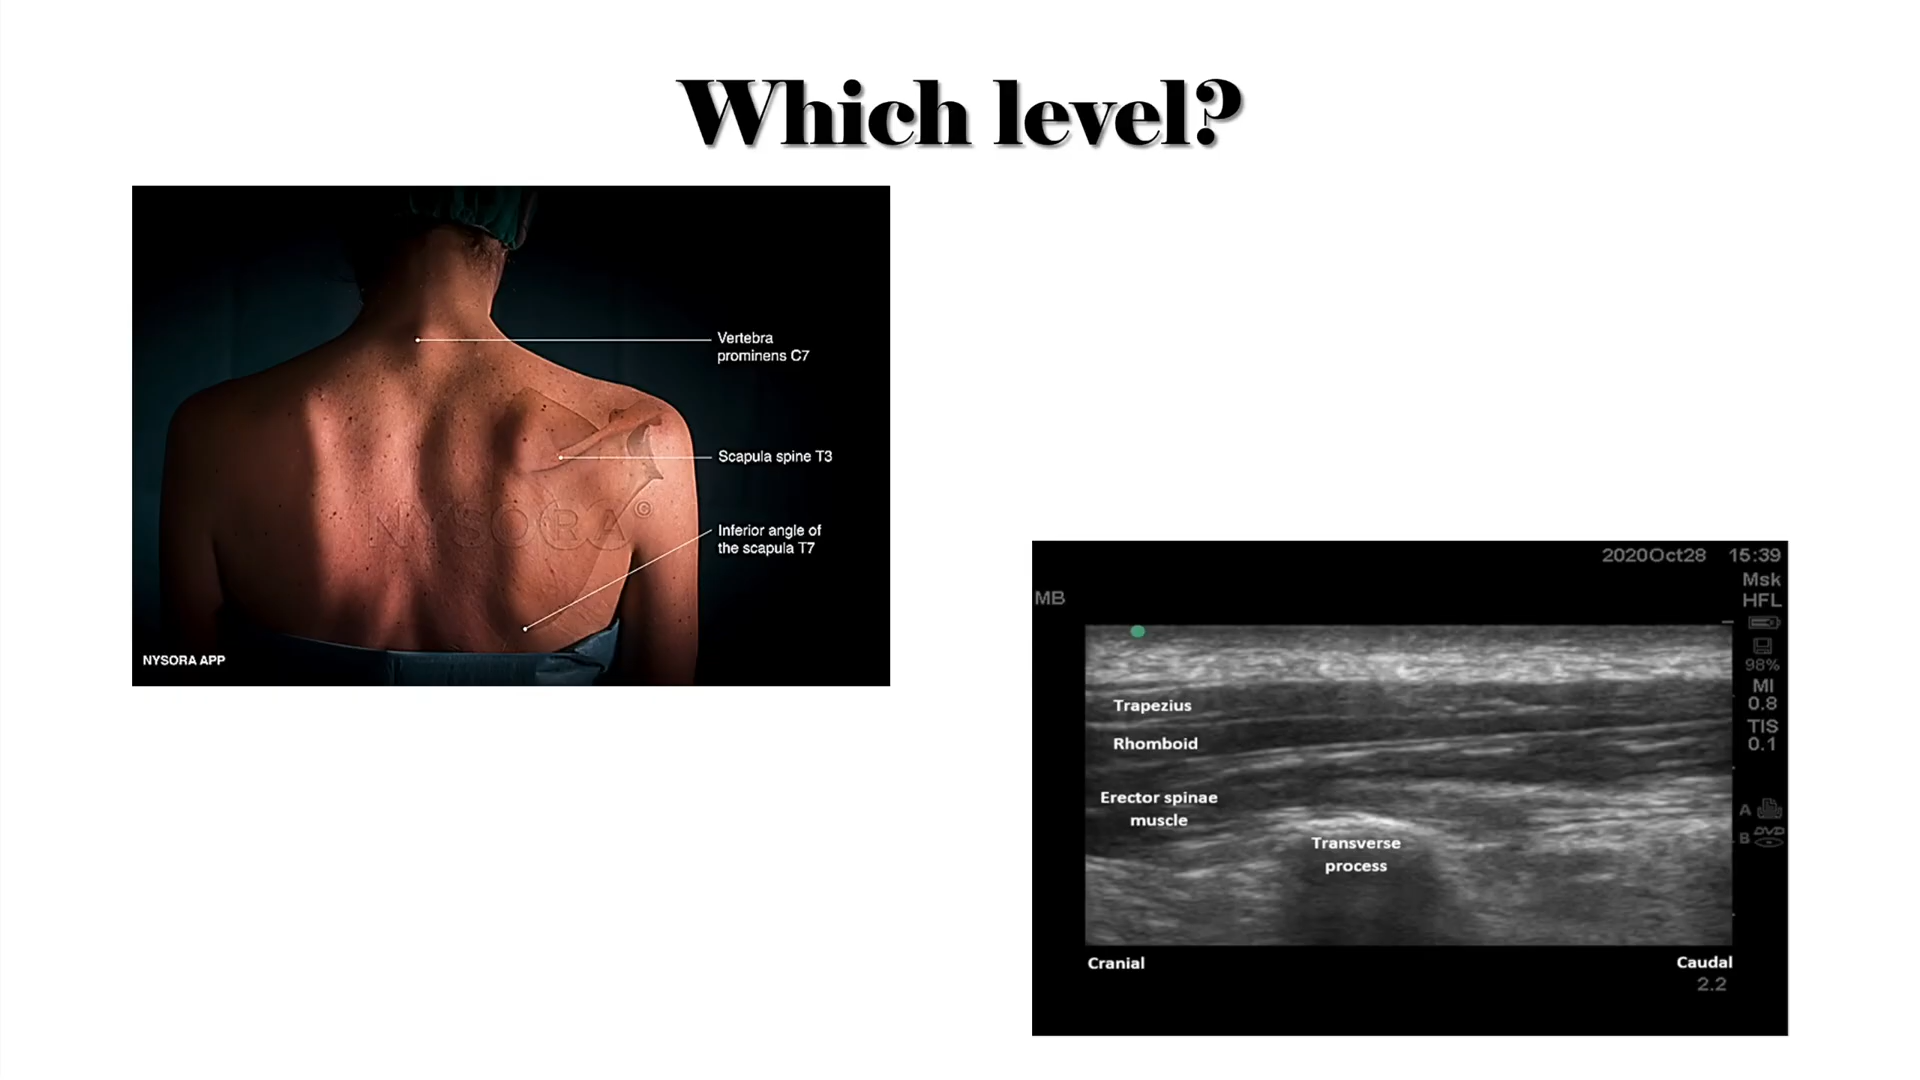 Which level?
Vertebra
prominens C7
Scapula spine T3
NYSORA©
Inferior angle of
the scapula T7
NYSORA APP
2020Oct28 15:39
Msk
HFL
MB
98%
MI
0.8
TIS
0.1
A
B DVD
Trapezius
Rhomboid
Erector spinae
muscle
Transverse
process
Cranial
Caudal
2.2